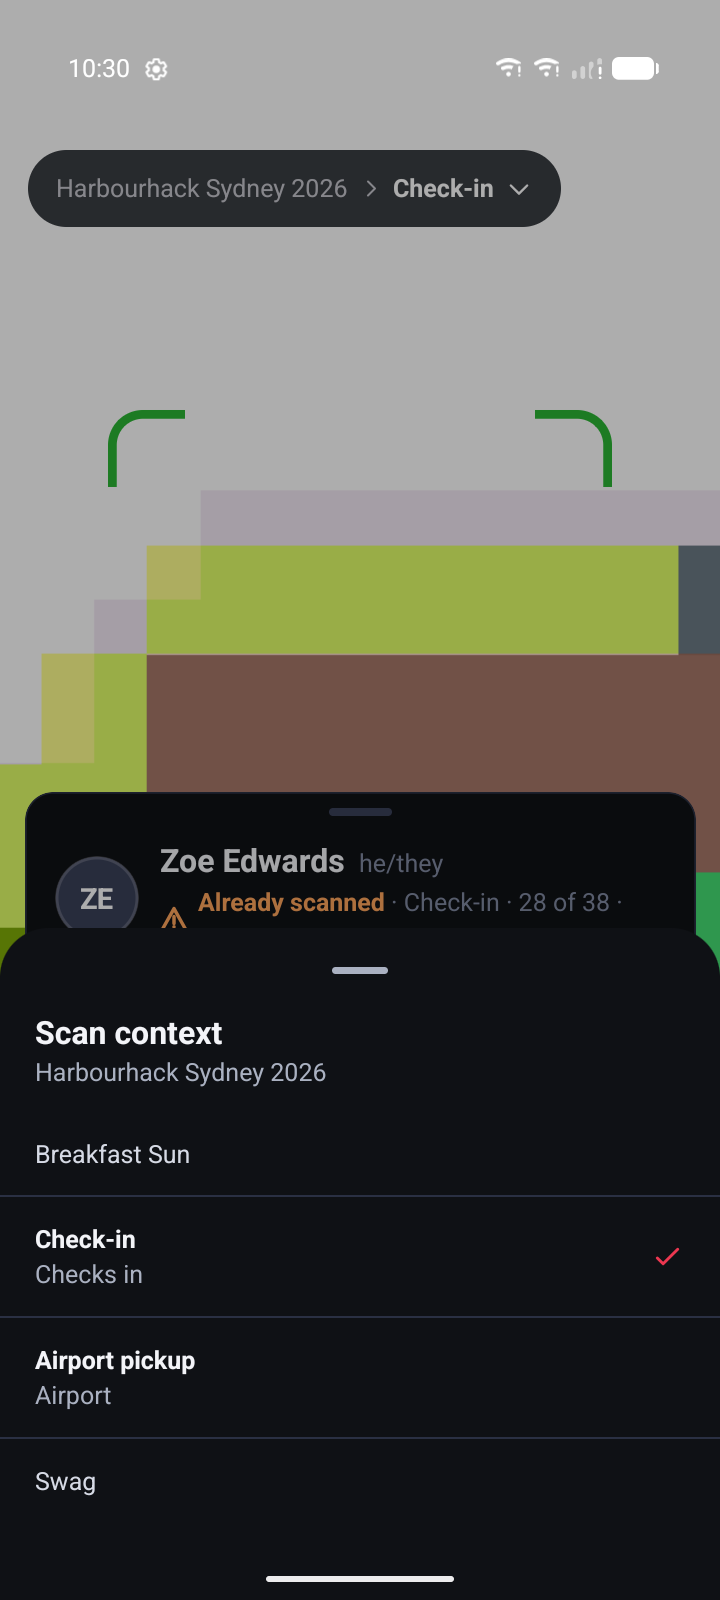 10:30
Harbourhack Sydney 2026 > Check-in
Zoe Edwards he/they
ZE
Already scanned · Check-in · 28 of 38 ·
Scan context
Harbourhack Sydney 2026
Breakfast Sun
Check-in
Checks in
Airport pickup
Airport
Swag